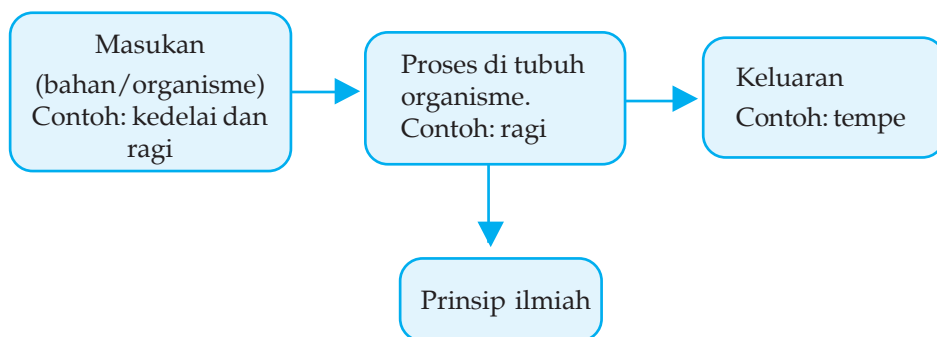 Masukan
(bahan/organisme)
Contoh: kedelai dan
ragi
Proses di tubuh
organisme.
Contoh: ragi
Keluaran
Contoh: tempe
Prinsip ilmiah